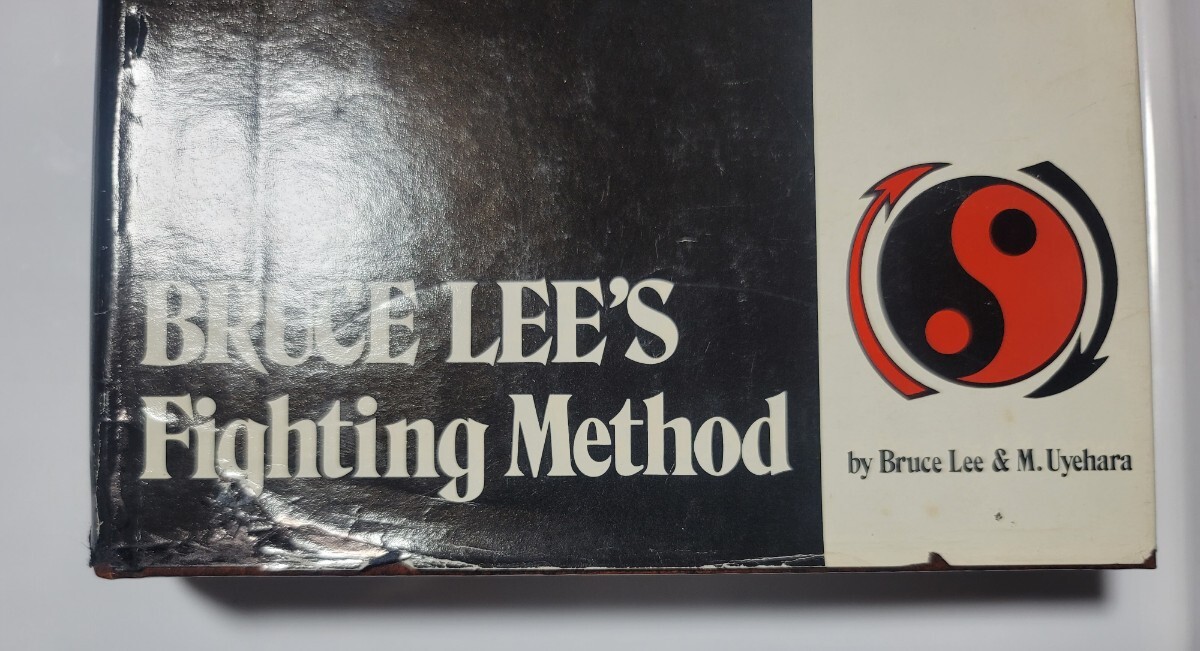 BRUCE LEE'S
Fighting Method
by Bruce Lee & M. Uyehara